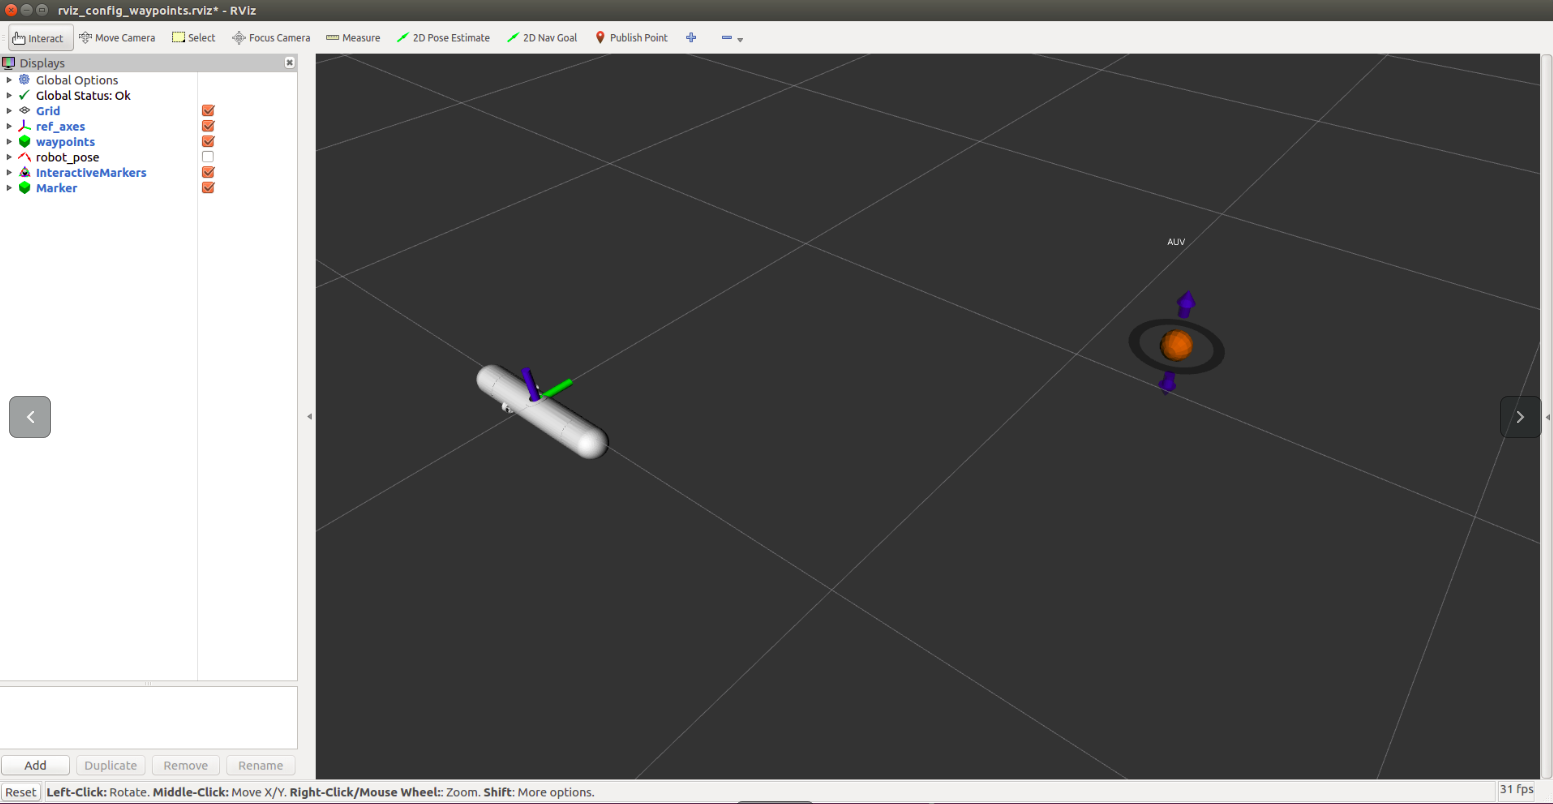 rviz_config_waypoints.rviz* - RViz
Interact Move Camera Select Focus Camera Measure 2D Pose Estimate 2D Nav Goal Publish Point
Displays
Global Options
Global Status: Ok
Grid
ref_axes
waypoints
robot_pose
InteractiveMarkers
Marker
AUV
Add Duplicate Remove Rename
Reset Left-Click: Rotate. Middle-Click: Move X/Y. Right-Click/Mouse Wheel:: Zoom. Shift: More options. 31 fps